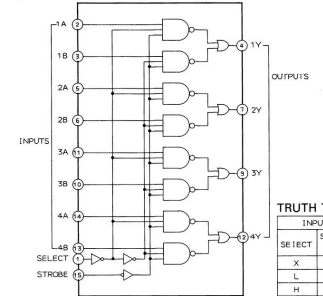 1A 2
1B 3
2A 5
2B 6
INPUTS
3A 11
3B 10
4A 14
4B 13
SELECT 1
STROBE 15
4 1Y
OUTPUTS
7 2Y
9 3Y
12 4Y
TRUTH
INPU
SELECT
X
L
H